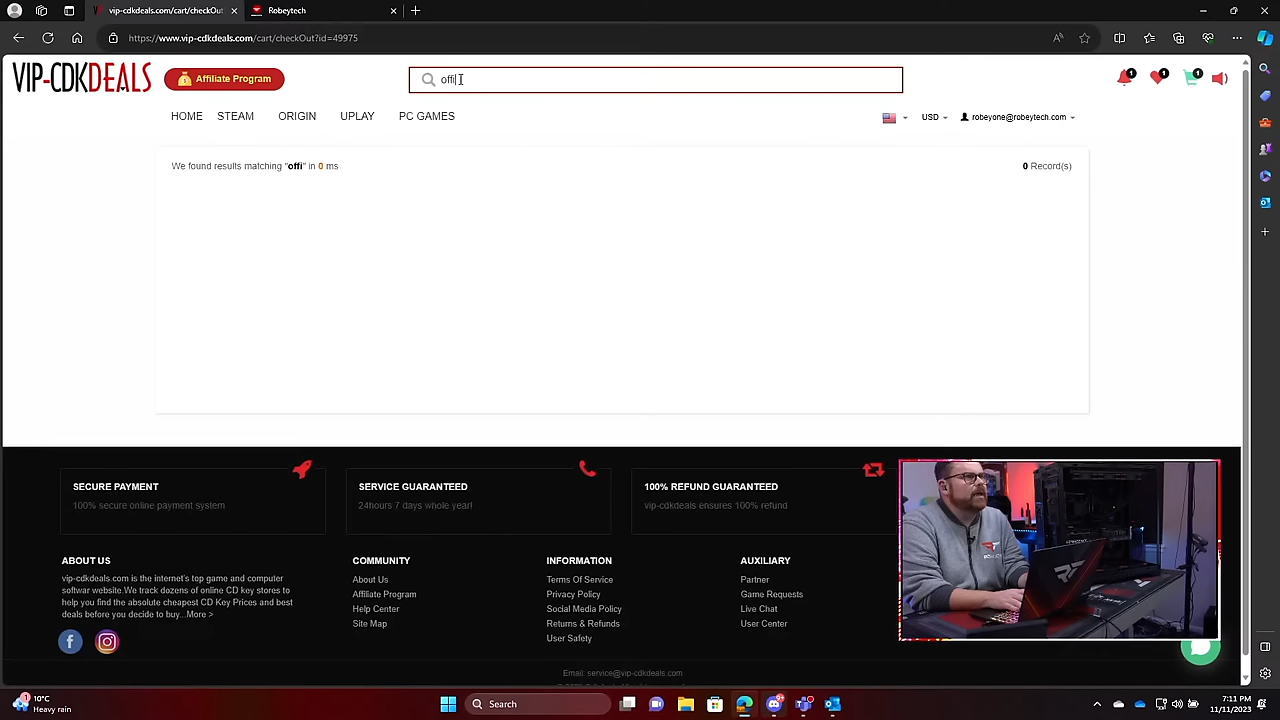 vip-cdkdeals.com/cart/checkOut
Robeytech
https://www.vip-cdkdeals.com/cart/checkOut?id=49975
VIP-CDKDEALS
Affiliate Program
offi
1
1
1
HOME
STEAM
ORIGIN
UPLAY
PC GAMES
USD
robeyone@robeytech.com
We found results matching "offi" in 0 ms
0 Record(s)
SECURE PAYMENT
100% secure online payment system
SERVICE GUARANTEED
24hours 7 days whole year!
100% REFUND GUARANTEED
vip-cdkdeals ensures 100% refund
ABOUT US
vip-cdkdeals.com is the internet's top game and computer
softwar website.We track dozens of online CD key stores to
help you find the absolute cheapest CD Key Prices and best
deals before you decide to buy...More >
COMMUNITY
About Us
Affiliate Program
Help Center
Site Map
INFORMATION
Terms Of Service
Privacy Policy
Social Media Policy
Returns & Refunds
User Safety
AUXILIARY
Partner
Game Requests
Live Chat
User Center
Email: service@vip-cdkdeals.com
1
10°C
Heavy rain
Search
7:11 PM
11/11/2023